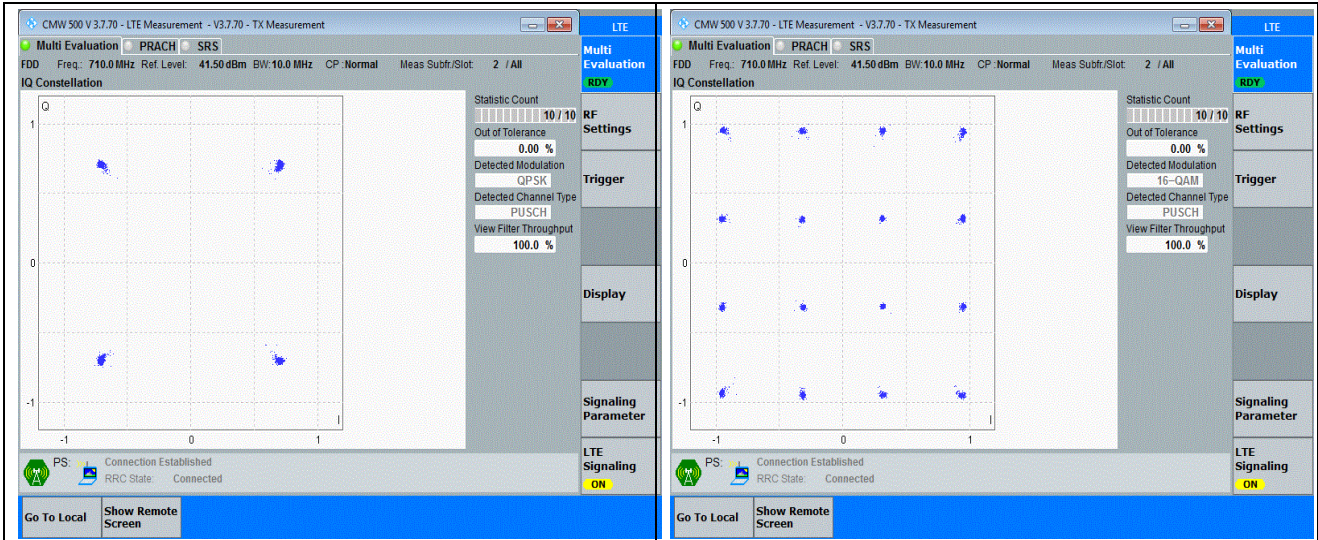 CMW 500 V 3.7.70 - LTE Measurement - V3.7.70 - TX Measurement
LTE
Multi Evaluation PRACH SRS
Multi
Evaluation
RDY
FDD Freq.: 710.0 MHz Ref. Level: 41.50 dBm BW: 10.0 MHz CP : Normal Meas Subfr./Slot: 2 / All
IQ Constellation
Q
1
0
-1
-1
0
1
I
Statistic Count
10 / 10
Out of Tolerance
0.00 %
Detected Modulation
QPSK
Detected Channel Type
PUSCH
View Filter Throughput
100.0 %
RF
Settings
Trigger
Display
Signaling
Parameter
LTE
Signaling
ON
PS: Connection Established
RRC State: Connected
Go To Local
Show Remote
Screen
CMW 500 V 3.7.70 - LTE Measurement - V3.7.70 - TX Measurement
LTE
Multi Evaluation PRACH SRS
Multi
Evaluation
RDY
FDD Freq.: 710.0 MHz Ref. Level: 41.50 dBm BW: 10.0 MHz CP : Normal Meas Subfr./Slot: 2 / All
IQ Constellation
Q
1
0
-1
-1
0
1
I
Statistic Count
10 / 10
Out of Tolerance
0.00 %
Detected Modulation
16-QAM
Detected Channel Type
PUSCH
View Filter Throughput
100.0 %
RF
Settings
Trigger
Display
Signaling
Parameter
LTE
Signaling
ON
PS: Connection Established
RRC State: Connected
Go To Local
Show Remote
Screen